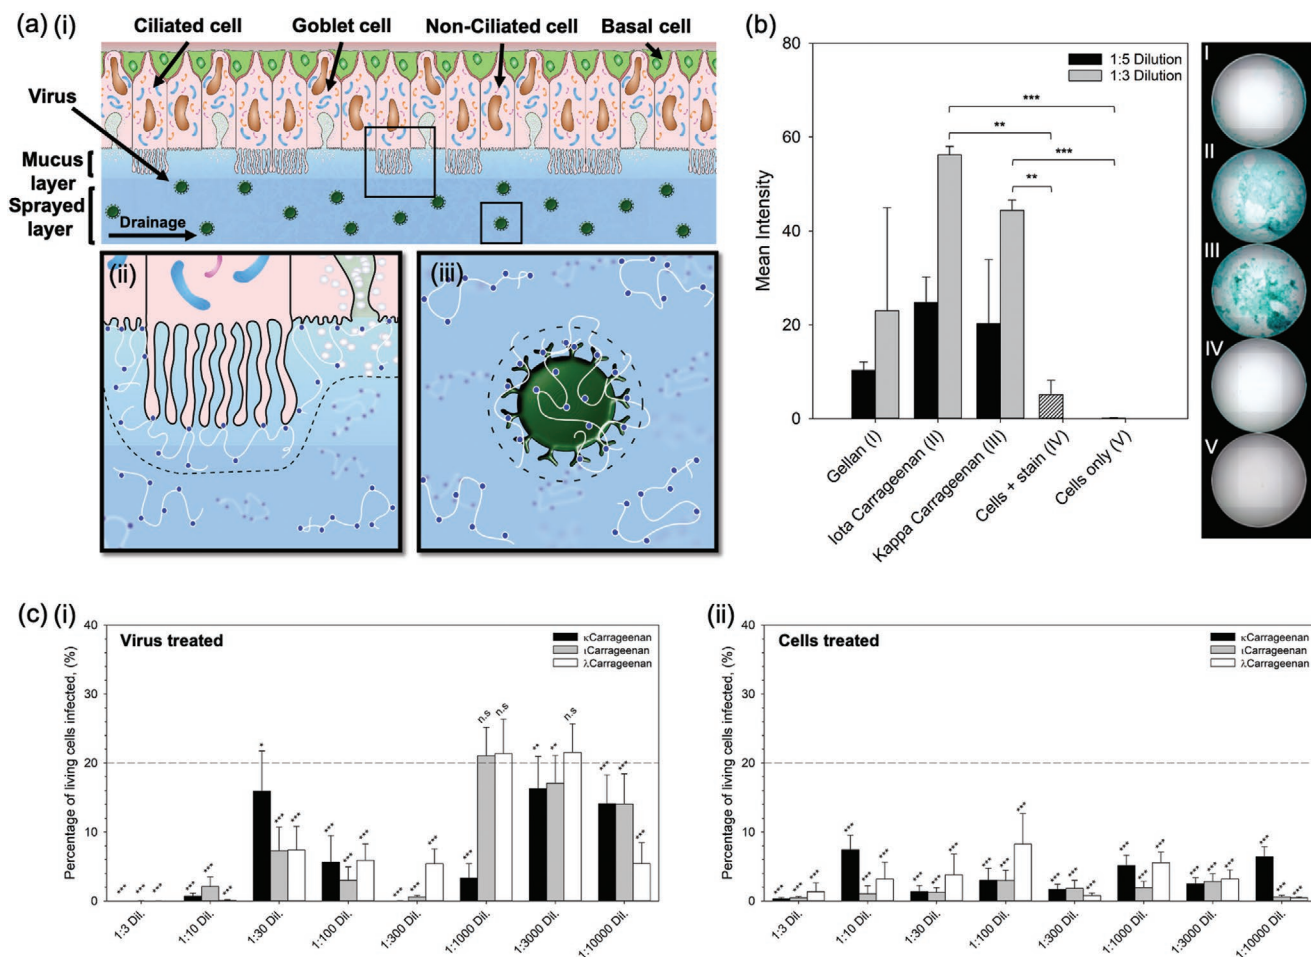 (a) (i)
Ciliated cell
Goblet cell
Non-Ciliated cell
Basal cell
Virus
Mucus
layer
Sprayed
layer
Drainage
(ii)
(iii)
(b)
80
60
40
20
0
Mean Intensity
1:5 Dilution
1:3 Dilution
***
**
***
**
Gellan (I)
Iota Carrageenan (II)
Kappa Carrageenan (III)
Cells + stain (IV)
Cells only (V)
I
II
III
IV
V
(c) (i)
Virus treated
κCarrageenan
ιCarrageenan
λCarrageenan
Percentage of living cells infected, (%)
40
30
20
10
0
n.s
n.s
n.s
1:3 Dil.
1:10 Dil.
1:30 Dil.
1:100 Dil.
1:300 Dil.
1:1000 Dil.
1:3000 Dil.
1:10000 Dil.
(ii)
Cells treated
κCarrageenan
ιCarrageenan
λCarrageenan
Percentage of living cells infected, (%)
40
30
20
10
0
1:3 Dil.
1:10 Dil.
1:30 Dil.
1:100 Dil.
1:300 Dil.
1:1000 Dil.
1:3000 Dil.
1:10000 Dil.